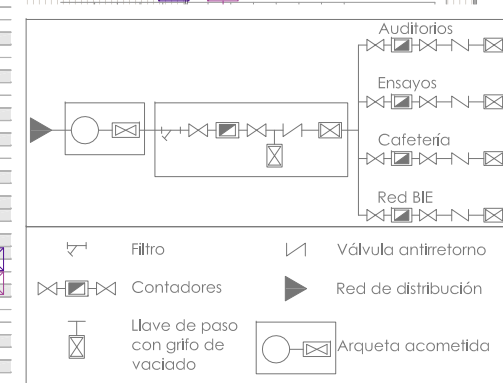 Auditorios
Ensayos
Cafetería
Red BIE
Filtro
Válvula antirretorno
Contadores
Red de distribución
Llave de paso
con grifo de
vaciado
Arqueta acometida